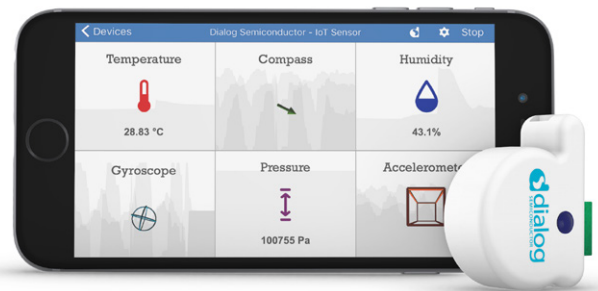 Devices
Dialog Semiconductor - IoT Sensor
Stop
Temperature
Compass
Humidity
28.83 °C
43.1%
Gyroscope
Pressure
Acceleromete
100755 Pa
dialog
SEMICONDUCTOR